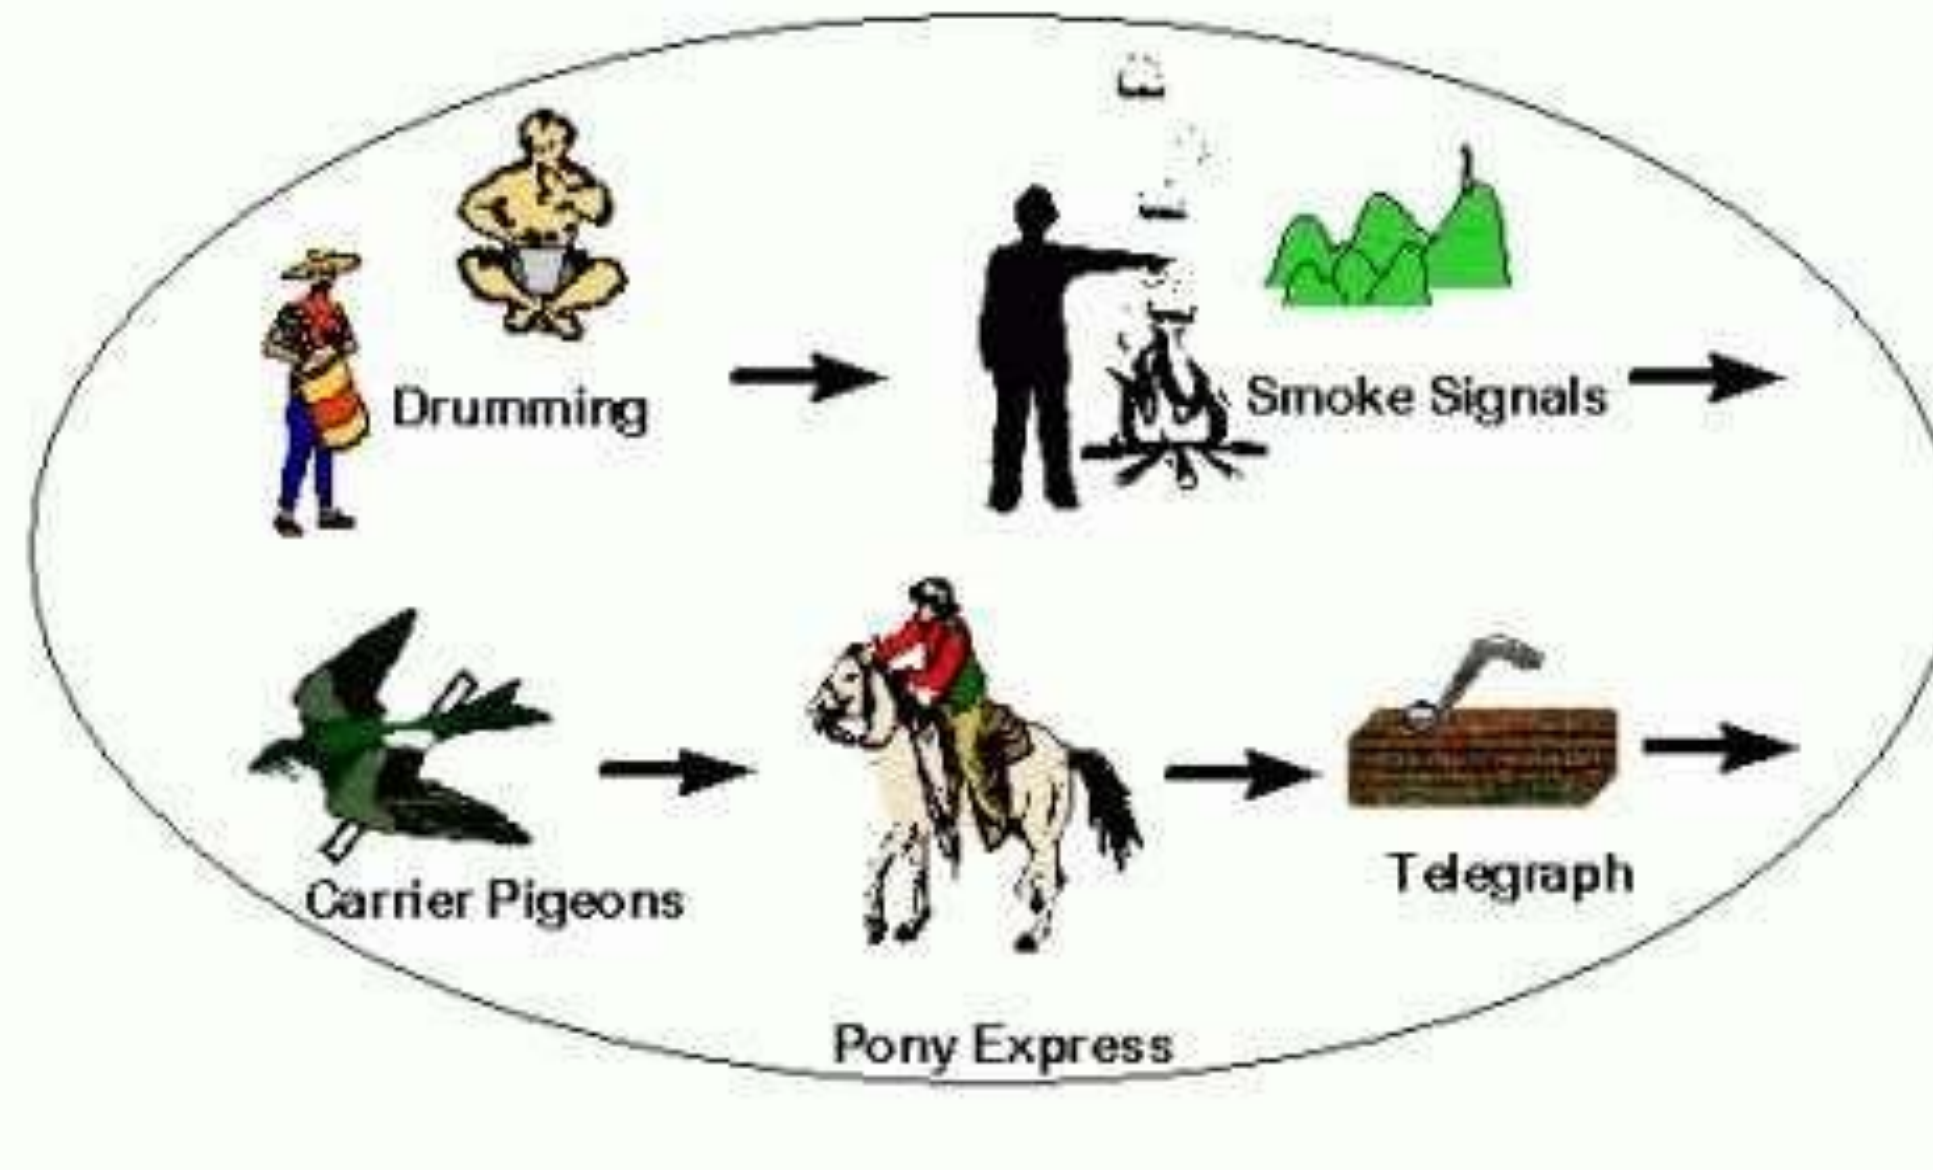 Drumming
Smoke Signals
Carrier Pigeons
Pony Express
Telegraph